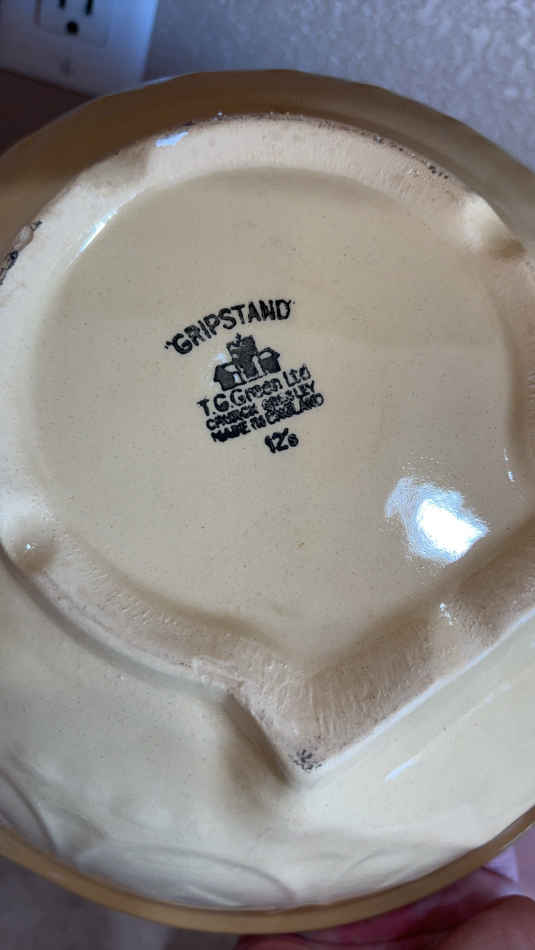 "GRIPSTAND"
T.G.Green Ltd
CHURCH GRESLEY
MADE IN ENGLAND
12's